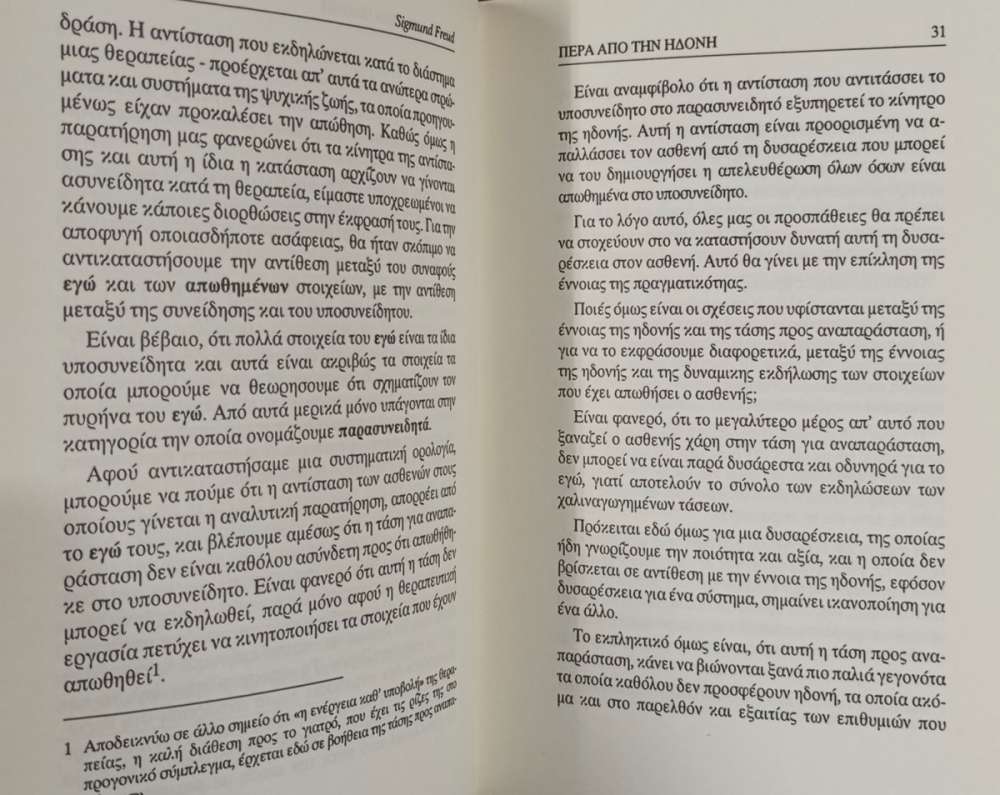 Sigmund Freud
δράση. Η αντίσταση που εκδηλώνεται κατά το διάστημα
μιας θεραπείας - προέρχεται απ' αυτά τα ανώτερα στρώ-
ματα και συστήματα της ψυχικής ζωής, τα οποία προηγου-
μένως είχαν προκαλέσει την απώθηση. Καθώς όμως η
παρατήρηση μας φανερώνει ότι τα κίνητρα της αντίστα-
σης και αυτή η ίδια η κατάσταση αρχίζουν να γίνονται
ασυνείδητα κατά τη θεραπεία, είμαστε υποχρεωμένοι να
κάνουμε κάποιες διορθώσεις στην έκφρασή τους. Για την
αποφυγή οποιασδήποτε ασάφειας, θα ήταν σκόπιμο να
αντικαταστήσουμε την αντίθεση μεταξύ του συναφούς
εγώ και των απωθημένων στοιχείων, με την αντίθεση
μεταξύ της συνείδησης και του υποσυνείδητου.
Είναι βέβαιο, ότι πολλά στοιχεία του εγώ είναι τα ίδια
υποσυνείδητα και αυτά είναι ακριβώς τα στοιχεία τα
οποία μπορούμε να θεωρησουμε ότι σχηματίζουν τον
πυρήνα του εγώ. Από αυτά μερικά μόνο υπάγονται στην
κατηγορία την οποία ονομάζουμε παρασυνειδητά.
Αφού αντικαταστήσαμε μια συστηματική ορολογία,
μπορούμε να πούμε ότι η αντίσταση των ασθενών στους
οποίους γίνεται η αναλυτική παρατήρηση, απορρέει από
το εγώ τους, και βλέπουμε αμέσως ότι η τάση για αναπα-
ράσταση δεν είναι καθόλου ασύνδετη προς ότι απωθήθη-
κε στο υποσυνείδητο. Είναι φανερό ότι αυτή η τάση δεν
μπορεί να εκδηλωθεί, παρά μόνο αφού η θεραπευτική
εργασία πετύχει να κινητοποιήσει τα στοιχεία που έχουν
απωθηθεί1.
1 Αποδεικνύω σε άλλο σημείο ότι «η ενέργεια καθ' υποβολή» της θερα-
πείας, η καλή διάθεση προς το γιατρό, που έχει τις ρίζες της στο
προγονικό σύμπλεγμα, έρχεται εδώ σε βοήθεια της τάσης προς αναπα-
ΠΕΡΑ ΑΠΟ ΤΗΝ ΗΔΟΝΗ 31
Είναι αναμφίβολο ότι η αντίσταση που αντιτάσσει το
υποσυνείδητο στο παρασυνειδητό εξυπηρετεί το κίνητρο
της ηδονής. Αυτή η αντίσταση είναι προορισμένη να α-
παλλάσσει τον ασθενή από τη δυσαρέσκεια που μπορεί
να του δημιουργήσει η απελευθέρωση όλων όσων είναι
απωθημένα στο υποσυνείδητο.
Για το λόγο αυτό, όλες μας οι προσπάθειες θα πρέπει
να στοχεύουν στο να καταστήσουν δυνατή αυτή τη δυσα-
ρέσκεια στον ασθενή. Αυτό θα γίνει με την επίκληση της
έννοιας της πραγματικότηας.
Ποιές όμως είναι οι σχέσεις που υφίστανται μεταξύ της
έννοιας της ηδονής και της τάσης προς αναπαράσταση, ή
για να το εκφράσουμε διαφορετικά, μεταξύ της έννοιας
της ηδονής και της δυναμικης εκδήλωσης των στοιχείων
που έχει απωθήσει ο ασθενής;
Είναι φανερό, ότι το μεγαλύτερο μέρος απ' αυτό που
ξαναζεί ο ασθενής χάρη στην τάση για αναπαράσταση,
δεν μπορεί να είναι παρά δυσάρεστα και οδυνηρά για το
εγώ, γιατί αποτελούν το σύνολο των εκδηλώσεων των
χαλιναγωγημένων τάσεων.
Πρόκειται εδώ όμως για μια δυσαρέσκεια, της οποίας
ήδη γνωρίζουμε την ποιότητα και αξία, και η οποία δεν
βρίσκεται σε αντίθεση με την έννοια της ηδονής, εφόσον
δυσαρέσκεια για ένα σύστημα, σημαίνει ικανοποίηση για
ένα άλλο.
Το εκπληκτικό όμως είναι, ότι αυτή η τάση προς ανα-
παράσταση, κάνει να βιώνονται ξανά πιο παλιά γεγονότα
τα οποία καθόλου δεν προσφέρουν ηδονή, τα οποία ακό-
μα και στο παρελθόν και εξαιτίας των επιθυμιών που